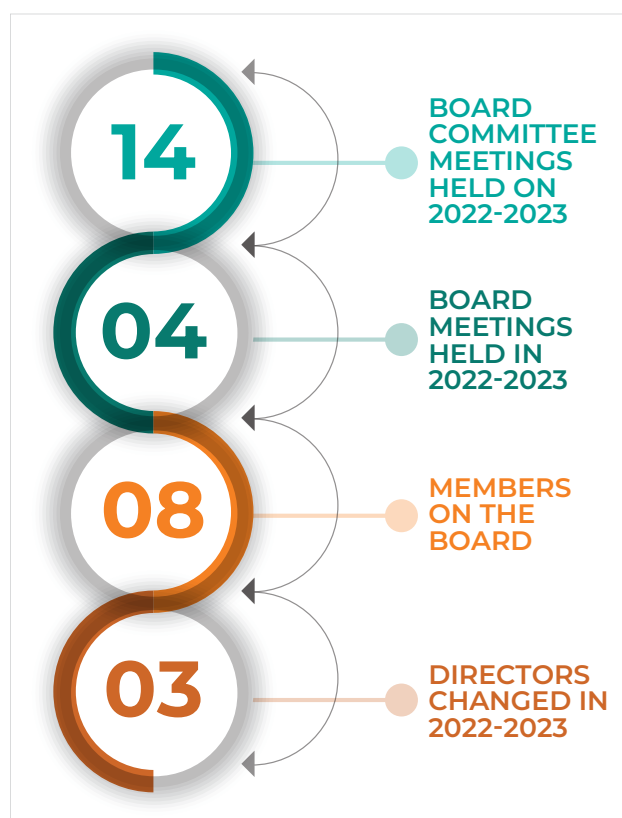 14
BOARD
COMMITTEE
MEETINGS
HELD ON
2022-2023
04
BOARD
MEETINGS
HELD IN
2022-2023
08
MEMBERS
ON THE
BOARD
03
DIRECTORS
CHANGED IN
2022-2023